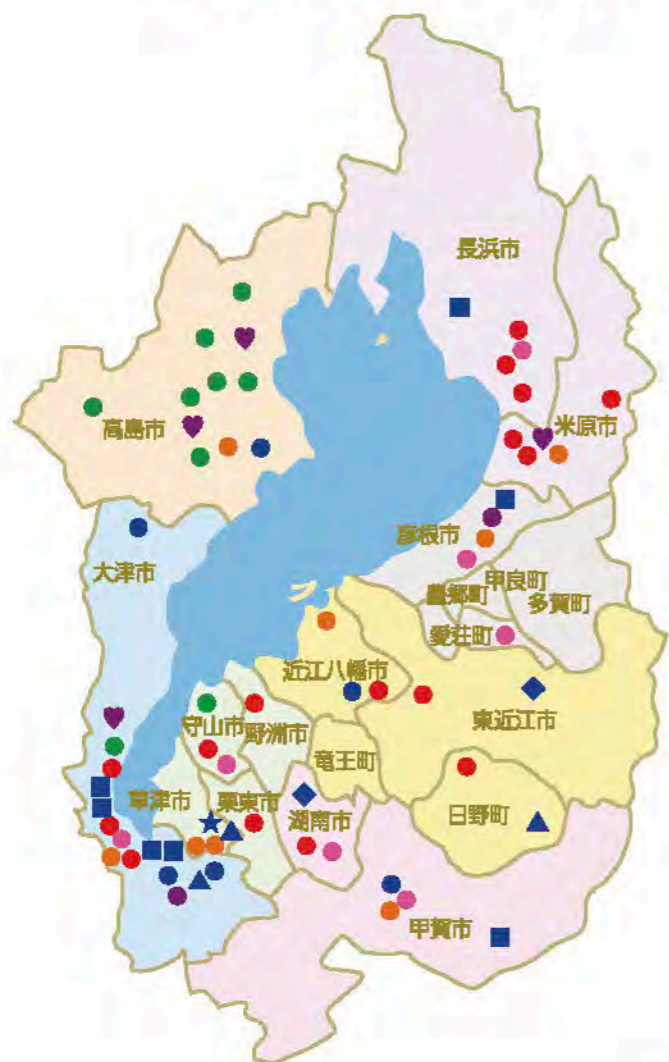 長浜市
米原市
高島市
彦根市
大津市
甲良町
豊郷町
多賀町
愛荘町
近江八幡市
東近江市
守山市
野洲市
竜王町
草津市
栗東市
湖南市
日野町
甲賀市